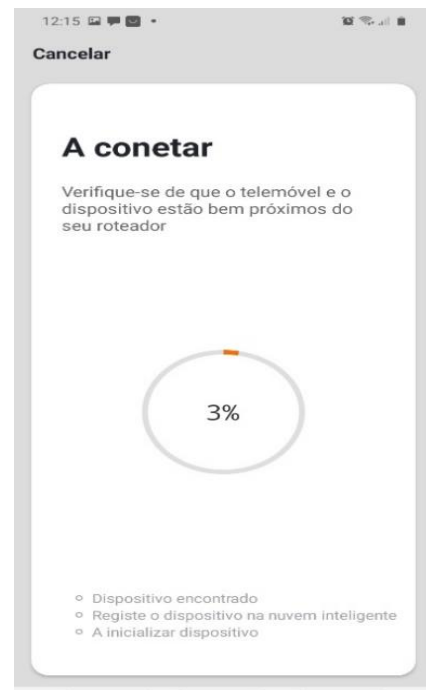 12:15
Cancelar
A conetar
Verifique-se de que o telemóvel e o
dispositivo estão bem próximos do
seu roteador
3%
Dispositivo encontrado
Registe o dispositivo na nuvem inteligente
A inicializar dispositivo